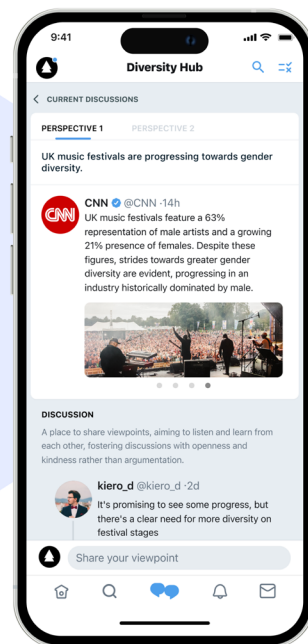 9:41
Diversity Hub
CURRENT DISCUSSIONS
PERSPECTIVE 1 PERSPECTIVE 2
UK music festivals are progressing towards gender
diversity.
CNN
CNN @CNN ·14h
UK music festivals feature a 63%
representation of male artists and a growing
21% presence of females. Despite these
figures, strides towards greater gender
diversity are evident, progressing in an
industry historically dominated by male.
DISCUSSION
A place to share viewpoints, aiming to listen and learn from
each other, fostering discussions with openness and
kindness rather than argumentation.
kiero_d @kiero_d ·2d
It's promising to see some progress, but
there's a clear need for more diversity on
festival stages
Share your viewpoint